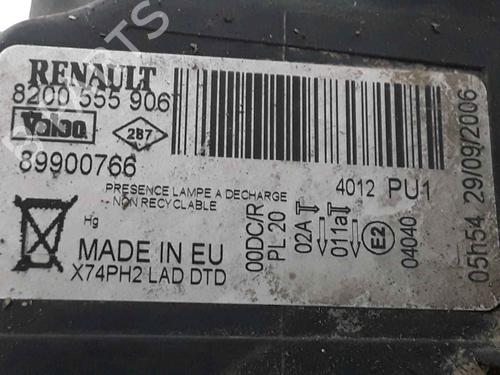 RENAULT
8200 555 906
Valeo
287
89900766
PRESENCE LAMPE A DECHARGE
NON RECYCLABLE
4012 PU1
Hg
MADE IN EU
X74PH2 LAD DTD
00DC/R
PL 20
02A
011a
E2
04040
05h54 29/09/2006